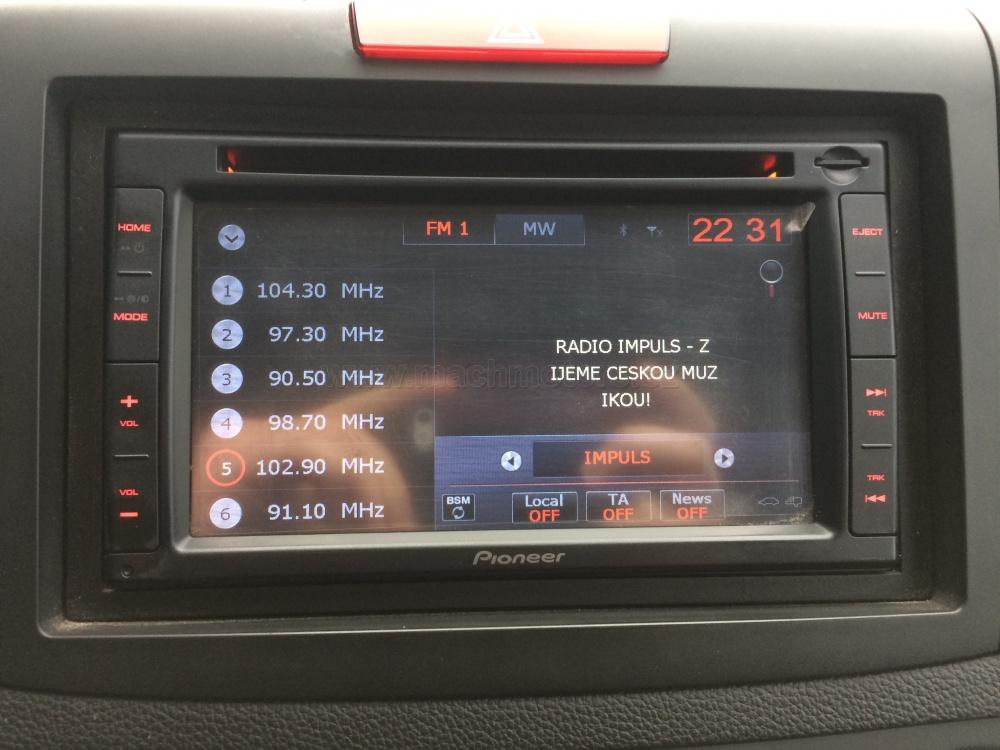 HOME
MODE
+
VOL
VOL
−
FM 1
MW
22 31
1 104.30 MHz
2 97.30 MHz
3 90.50 MHz
4 98.70 MHz
5 102.90 MHz
6 91.10 MHz
RADIO IMPULS - Z
IJEME CESKOU MUZ
IKOU!
IMPULS
BSM
Local
OFF
TA
OFF
News
OFF
EJECT
MUTE
TRK
TRK
Pioneer